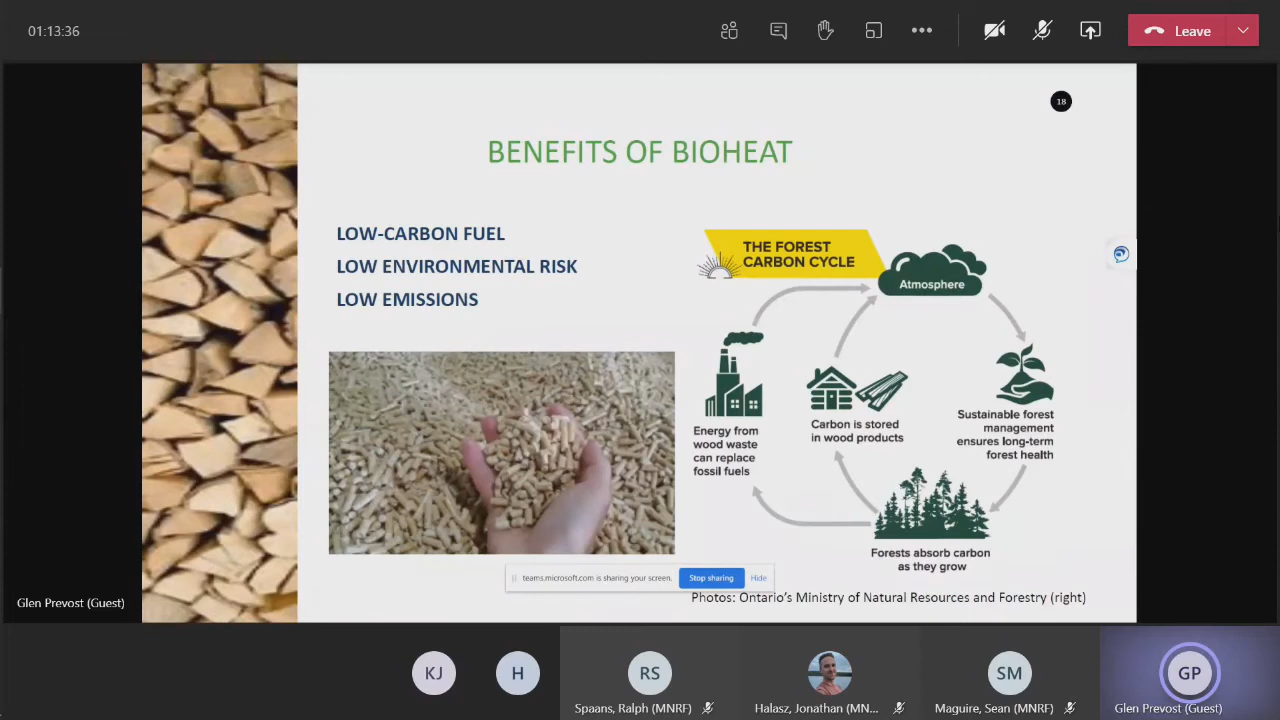 01:13:36
Leave
18
BENEFITS OF BIOHEAT
LOW-CARBON FUEL
LOW ENVIRONMENTAL RISK
LOW EMISSIONS
THE FOREST
CARBON CYCLE
Atmosphere
Energy from
wood waste
can replace
fossil fuels
Carbon is stored
in wood products
Sustainable forest
management
ensures long-term
forest health
Forests absorb carbon
as they grow
teams.microsoft.com is sharing your screen.
Stop sharing
Hide
Photos: Ontario’s Ministry of Natural Resources and Forestry (right)
Glen Prevost (Guest)
KJ
H
RS
SM
GP
Spaans, Ralph (MNRF)
Halasz, Jonathan (MN...
Maguire, Sean (MNRF)
Glen Prevost (Guest)